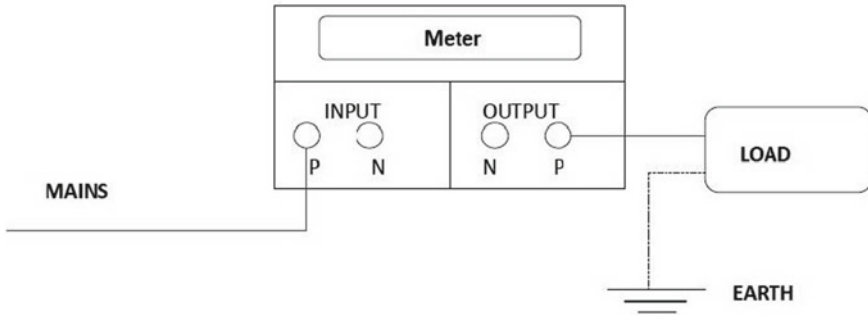 Meter
INPUT
OUTPUT
P
N
N
P
LOAD
MAINS
EARTH